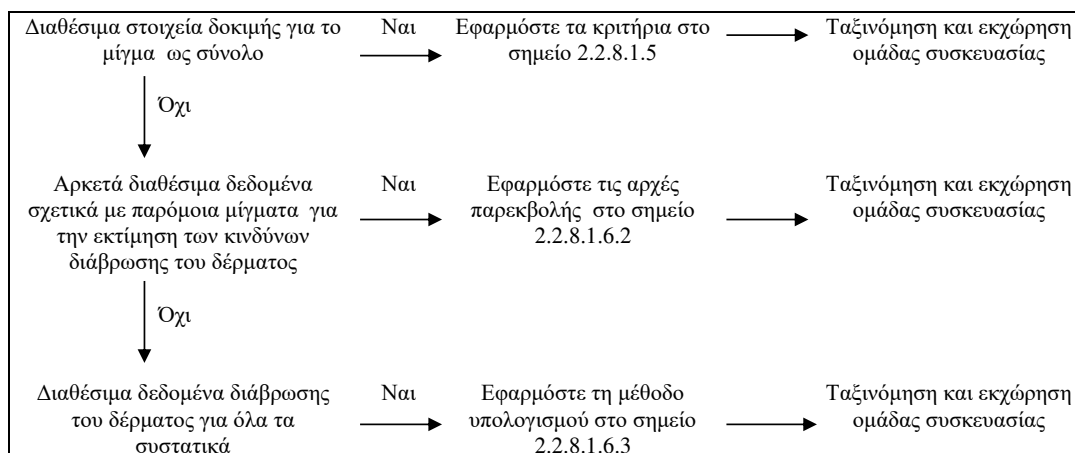 Διαθέσιμα στοιχεία δοκιμής για το
μίγμα ως σύνολο
Ναι
Εφαρμόστε τα κριτήρια στο
σημείο 2.2.8.1.5
Ταξινόμηση και εκχώρηση
ομάδας συσκευασίας
Όχι
Αρκετά διαθέσιμα δεδομένα
σχετικά με παρόμοια μίγματα για
την εκτίμηση των κινδύνων
διάβρωσης του δέρματος
Ναι
Εφαρμόστε τις αρχές
παρεκβολής στο σημείο
2.2.8.1.6.2
Ταξινόμηση και εκχώρηση
ομάδας συσκευασίας
Όχι
Διαθέσιμα δεδομένα διάβρωσης
του δέρματος για όλα τα
συστατικά
Ναι
Εφαρμόστε τη μέθοδο
υπολογισμού στο σημείο
2.2.8.1.6.3
Ταξινόμηση και εκχώρηση
ομάδας συσκευασίας